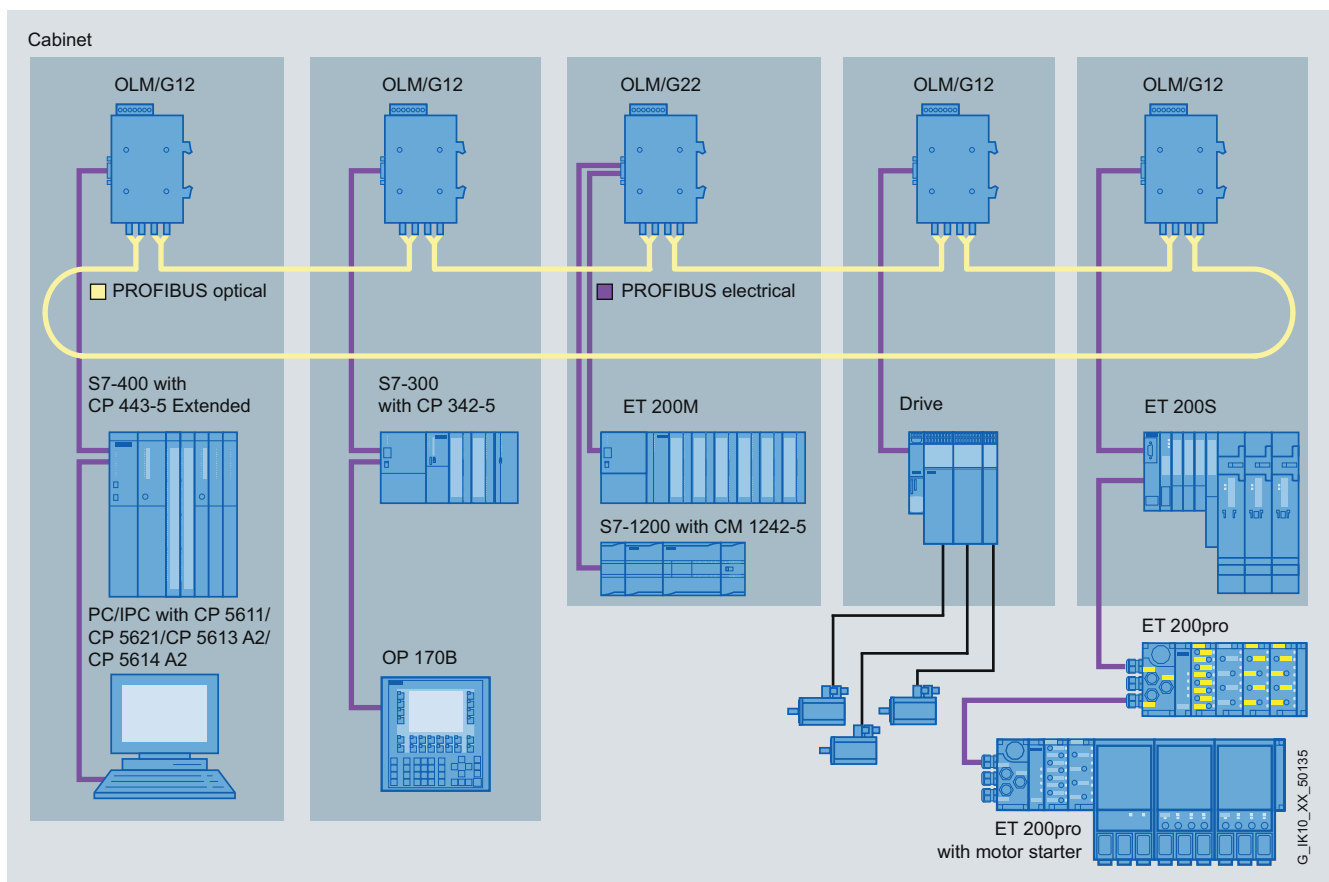 Cabinet
OLM/G12
OLM/G12
OLM/G22
OLM/G12
OLM/G12
PROFIBUS optical
PROFIBUS electrical
S7-400 with
CP 443-5 Extended
S7-300
with CP 342-5
ET 200M
Drive
ET 200S
S7-1200 with CM 1242-5
PC/IPC with CP 5611/
CP 5621/CP 5613 A2/
CP 5614 A2
OP 170B
ET 200pro
ET 200pro
with motor starter
G_IK10_XX_50135